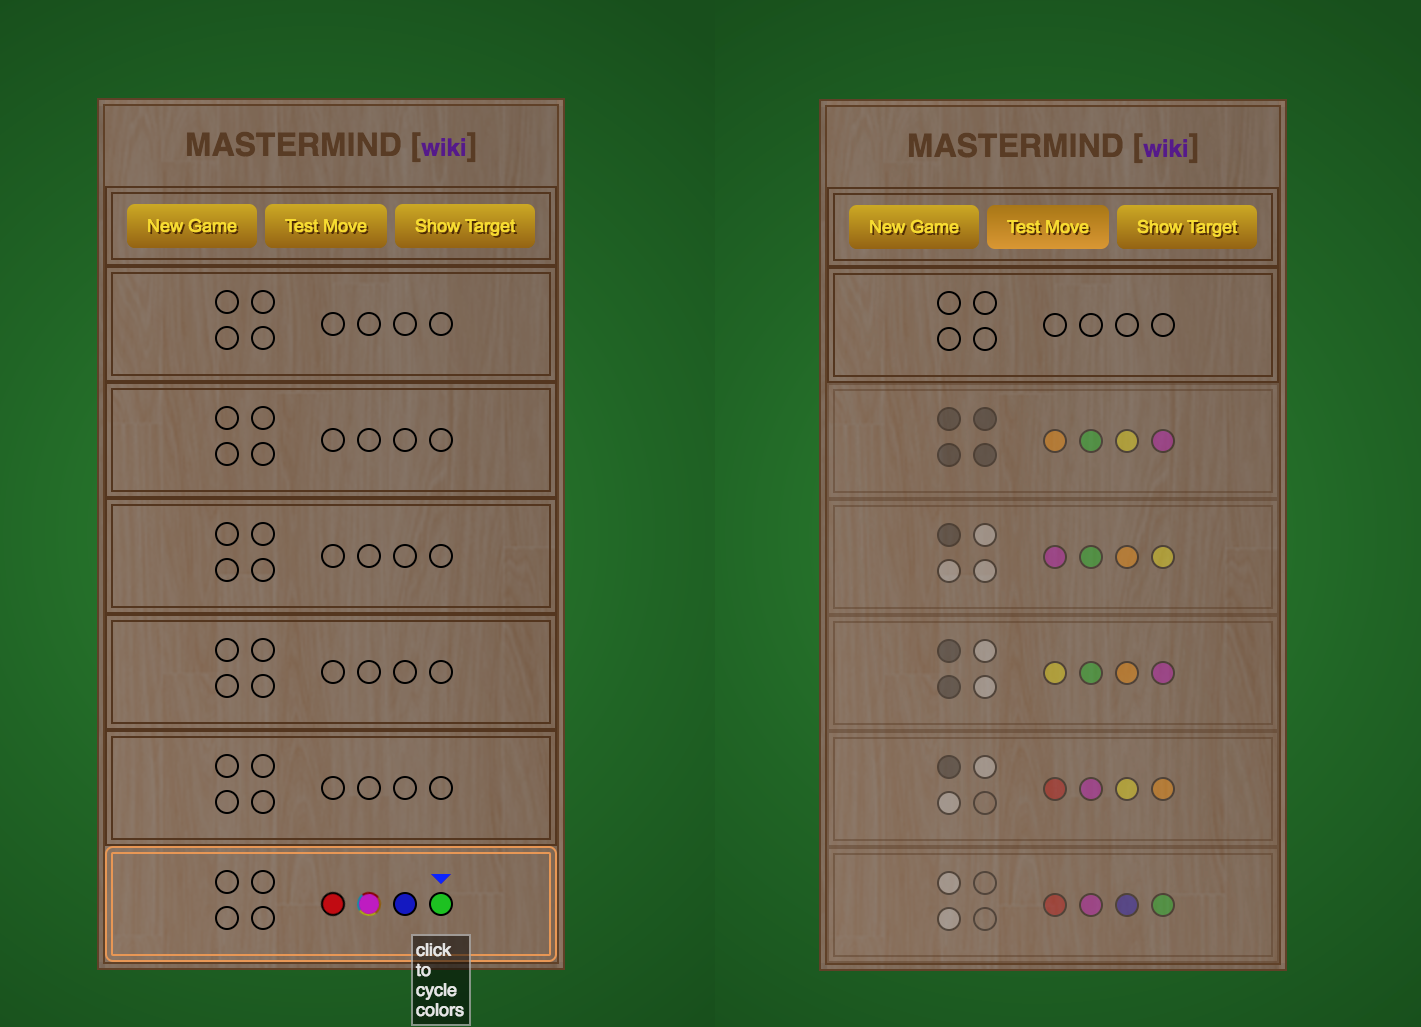 MASTERMIND [wiki]
New Game Test Move Show Target
click
to
cycle
colors
MASTERMIND [wiki]
New Game Test Move Show Target